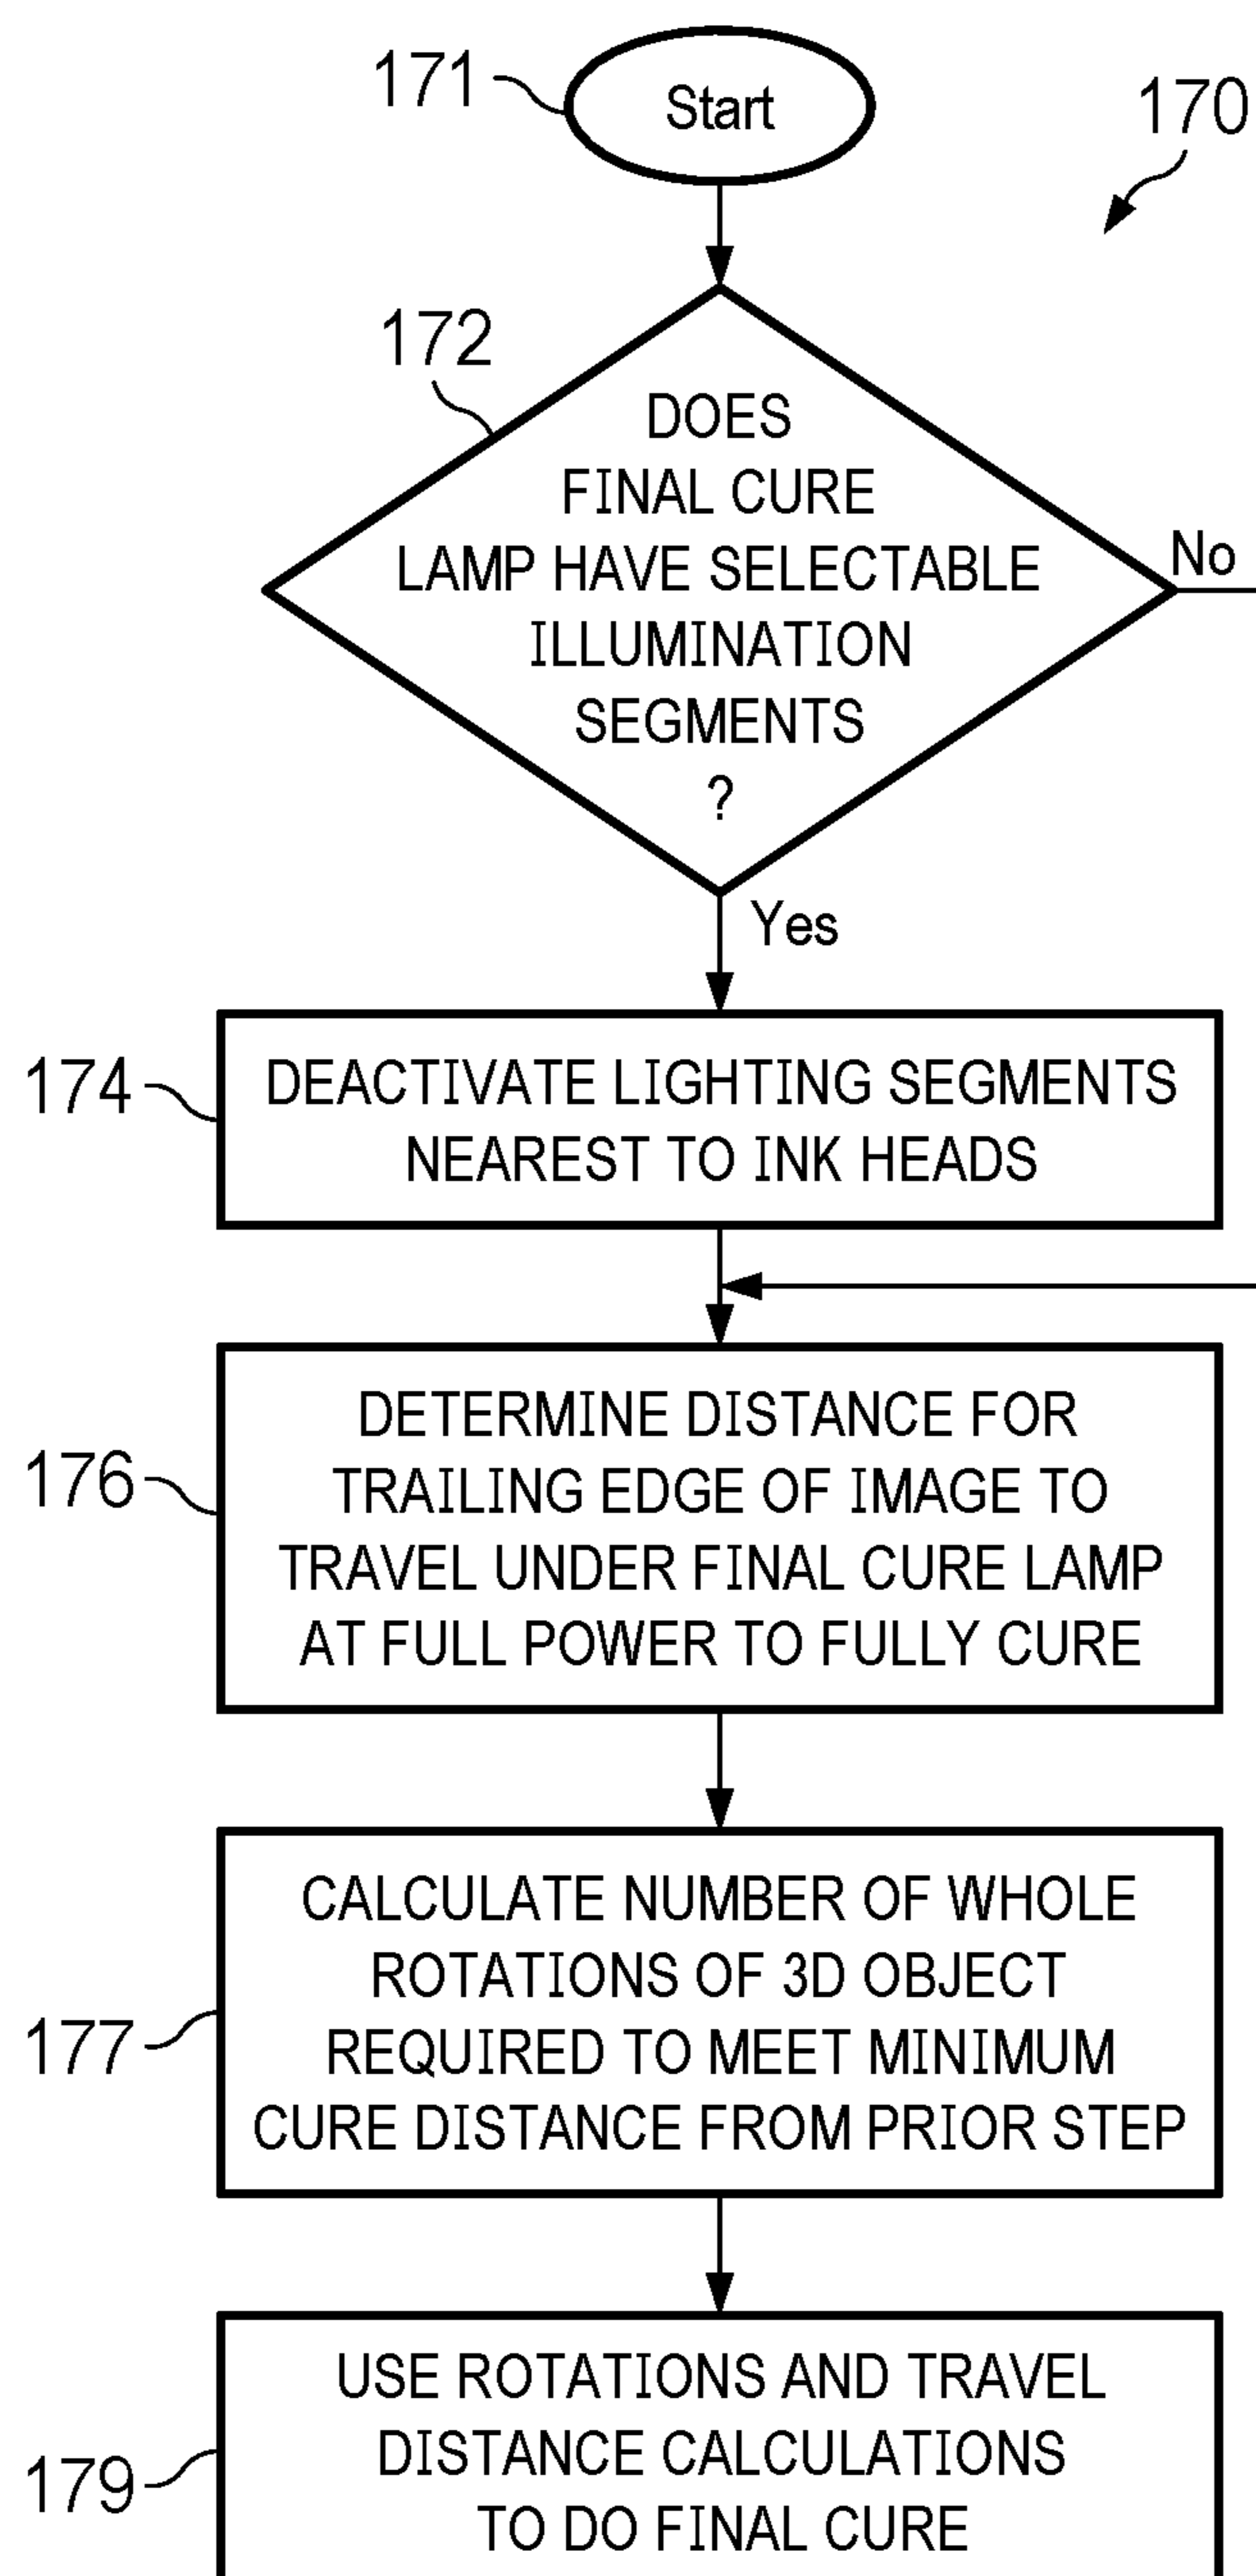 171
Start
170
172
DOES
FINAL CURE
LAMP HAVE SELECTABLE
ILLUMINATION
SEGMENTS
?
No
Yes
174
DEACTIVATE LIGHTING SEGMENTS
NEAREST TO INK HEADS
176
DETERMINE DISTANCE FOR
TRAILING EDGE OF IMAGE TO
TRAVEL UNDER FINAL CURE LAMP
AT FULL POWER TO FULLY CURE
177
CALCULATE NUMBER OF WHOLE
ROTATIONS OF 3D OBJECT
REQUIRED TO MEET MINIMUM
CURE DISTANCE FROM PRIOR STEP
179
USE ROTATIONS AND TRAVEL
DISTANCE CALCULATIONS
TO DO FINAL CURE